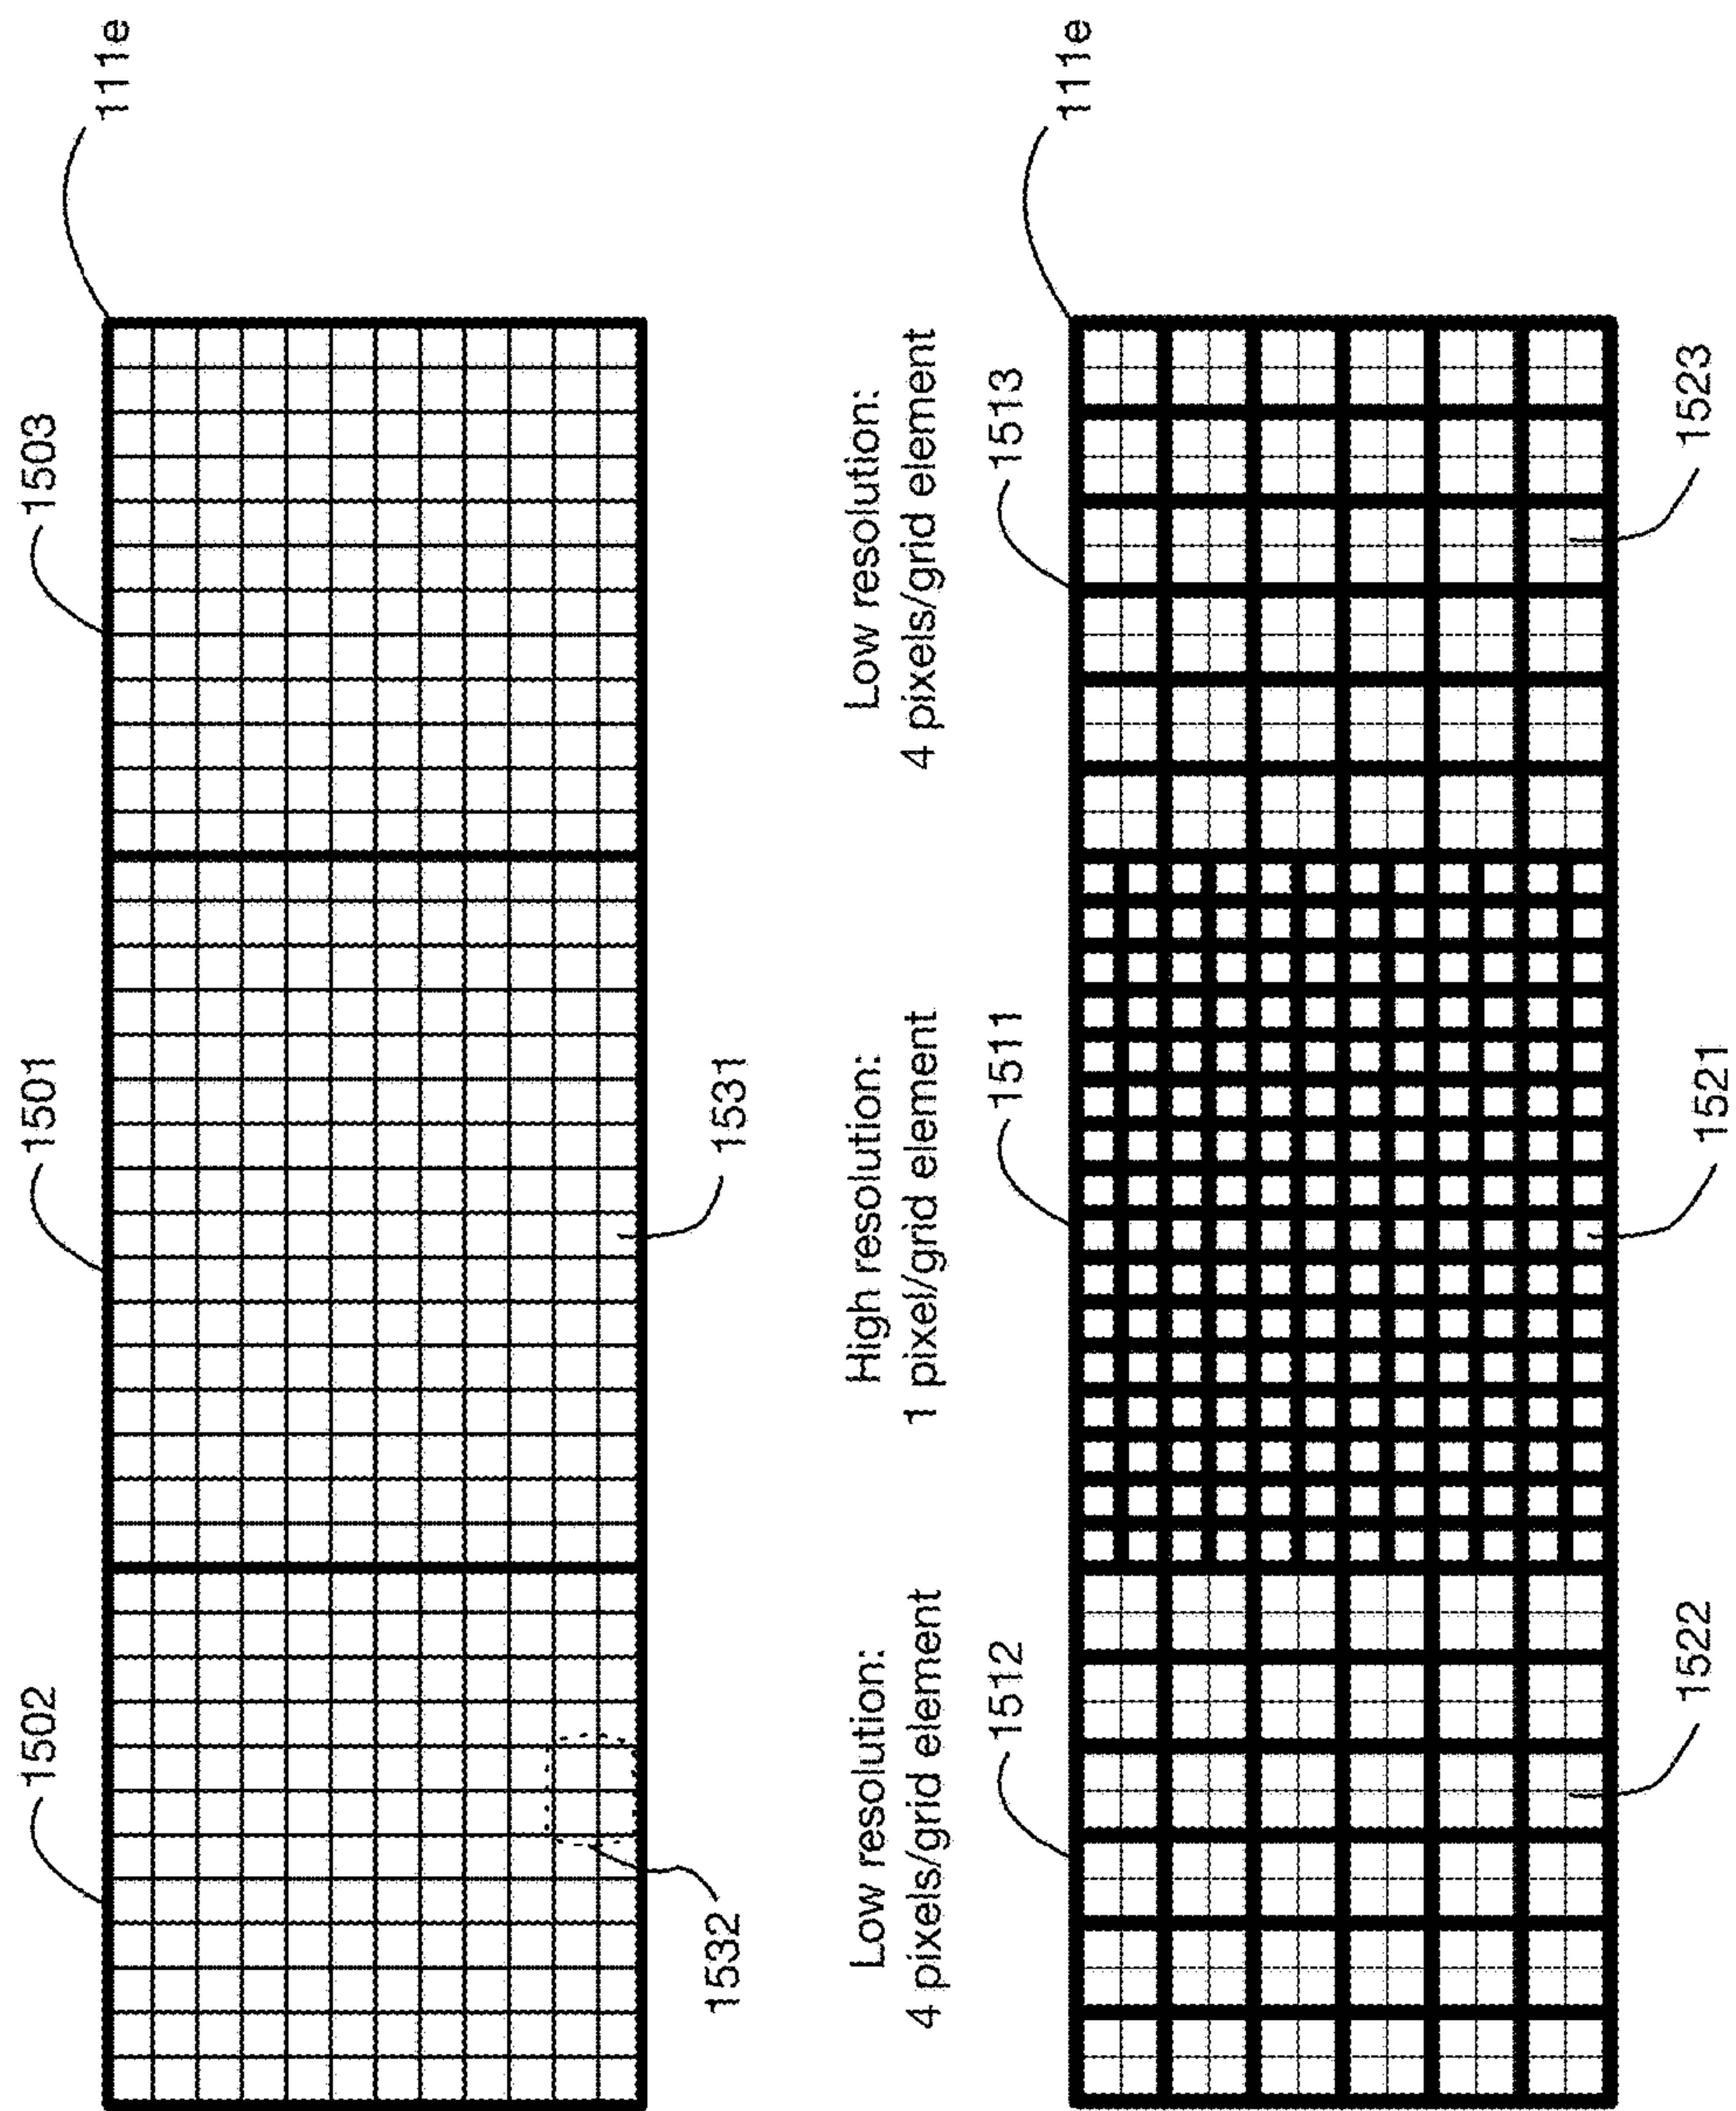 1502
1501
1503
111e
1532
1531
Low resolution:
4 pixels/grid element
High resolution:
1 pixel/grid element
Low resolution:
4 pixels/grid element
1512
1511
1513
111e
1522
1521
1523